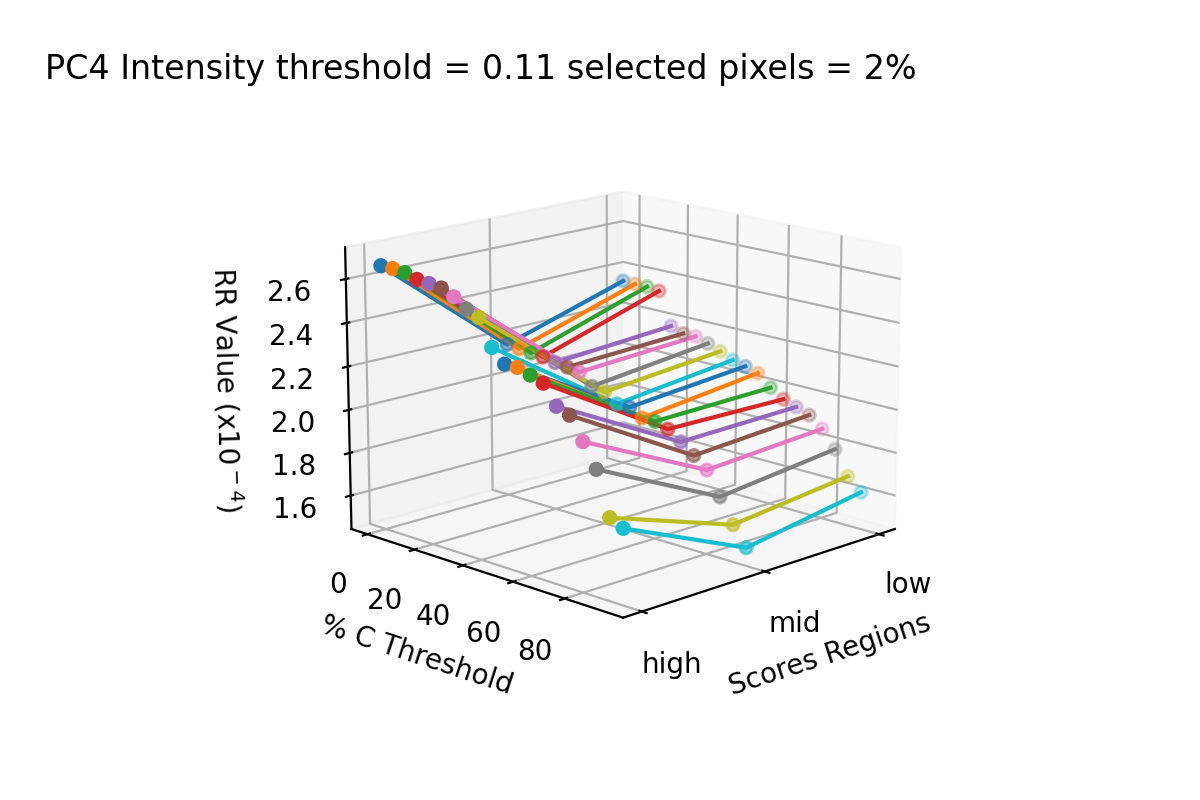 PC4 Intensity threshold = 0.11 selected pixels = 2%
RR Value (x10⁻⁴)
2.6
2.4
2.2
2.0
1.8
1.6
0
20
40
60
80
% C Threshold
high
mid
low
Scores Regions